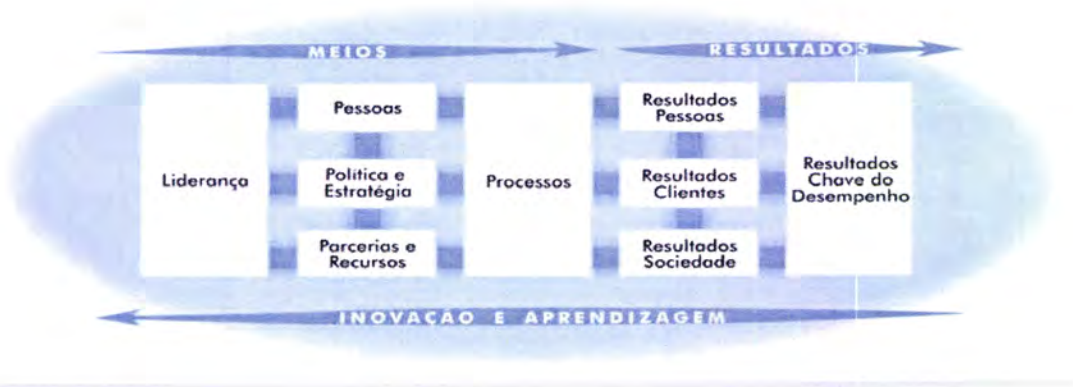 MEIOS
RESULTADOS
Liderança
Pessoas
Política e
Estratégia
Parcerias e
Recursos
Processos
Resultados
Pessoas
Resultados
Clientes
Resultados
Sociedade
Resultados
Chave do
Desempenho
INOVAÇÃO E APRENDIZAGEM